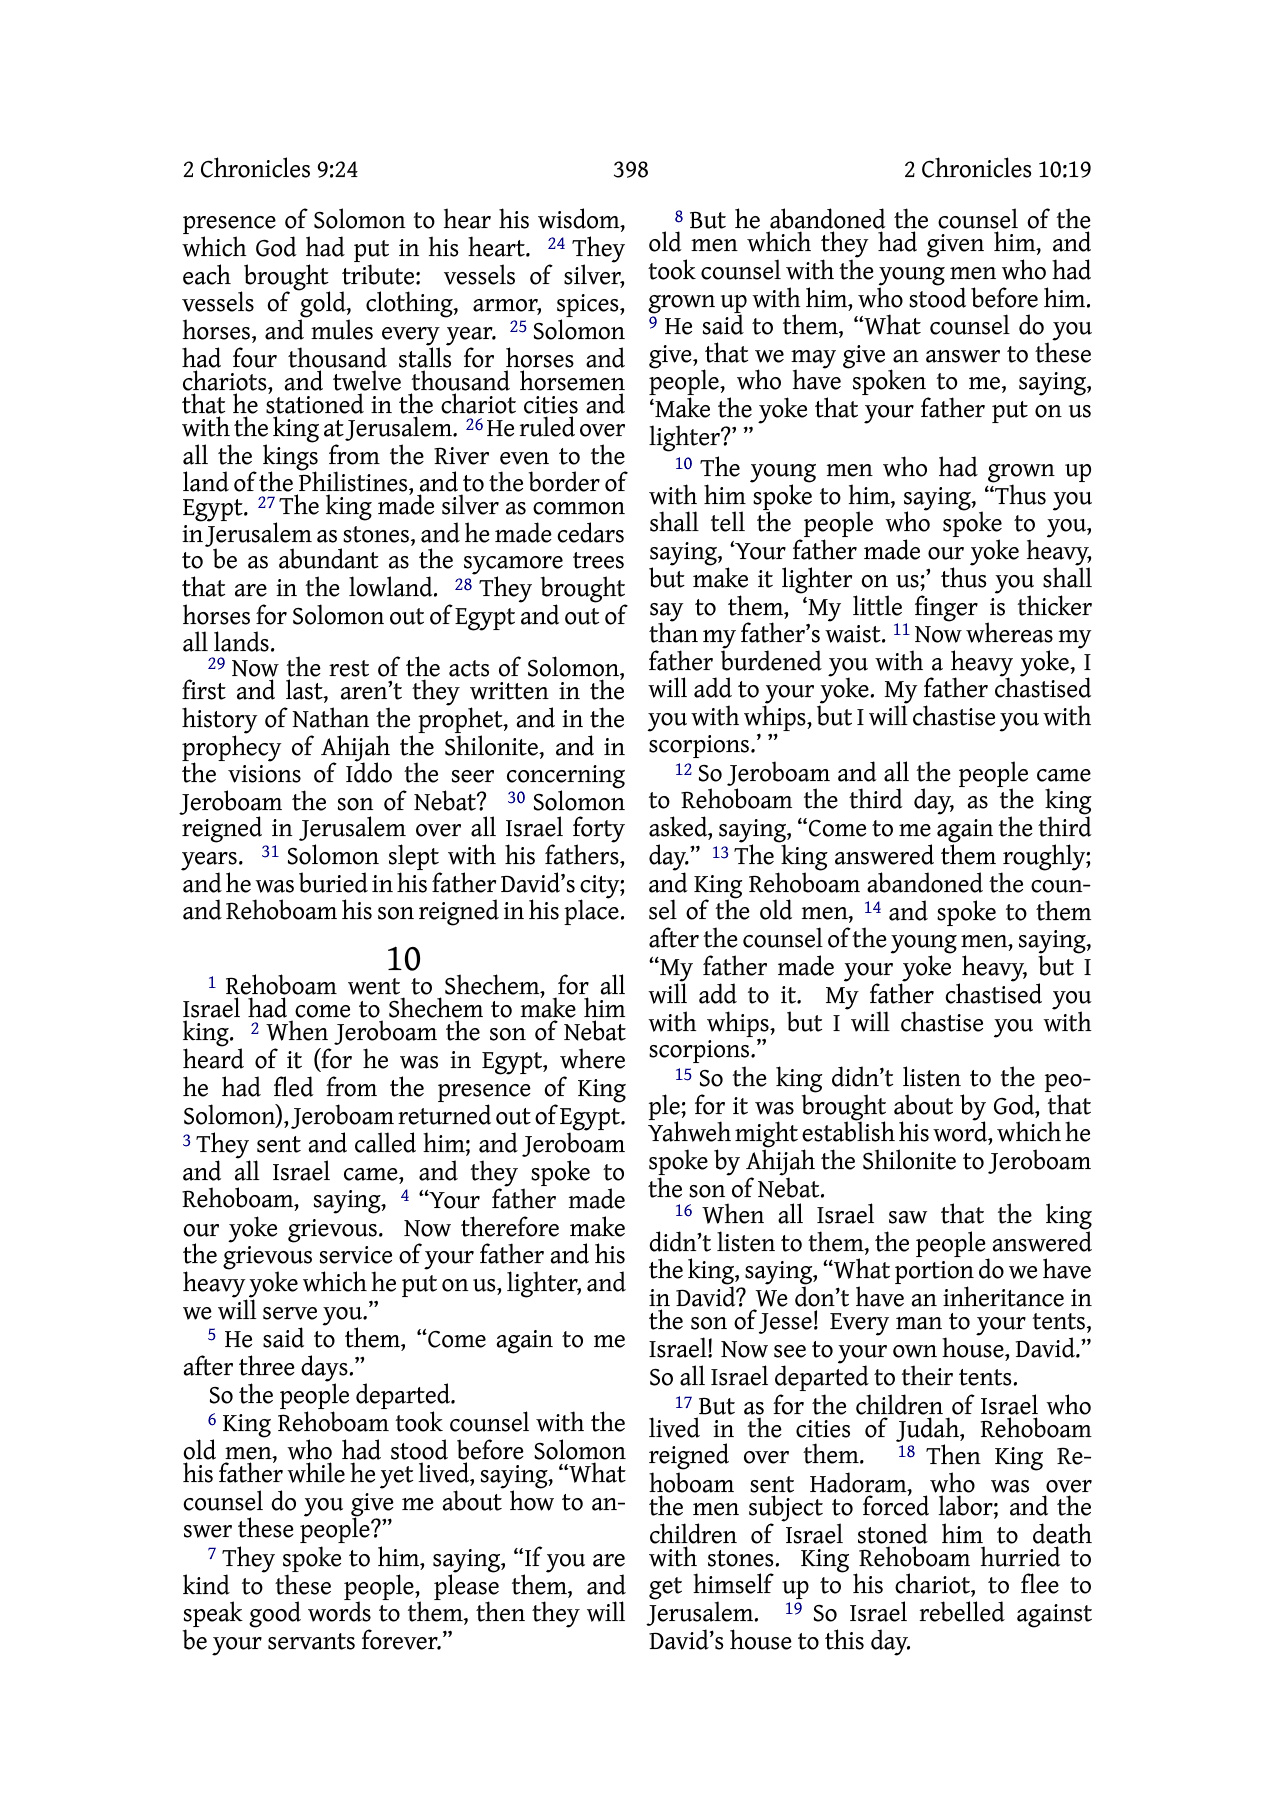 2 Chronicles 9:24 398 2 Chronicles 10:19
presence of Solomon to hear his wisdom,
which God had put in his heart. 24 They
each brought tribute: vessels of silver,
vessels of gold, clothing, armor, spices,
horses, and mules every year. 25 Solomon
had four thousand stalls for horses and
chariots, and twelve thousand horsemen
that he stationed in the chariot cities and
with the king at Jerusalem. 26 He ruled over
all the kings from the River even to the
land of the Philistines, and to the border of
Egypt. 27 The king made silver as common
in Jerusalem as stones, and he made cedars
to be as abundant as the sycamore trees
that are in the lowland. 28 They brought
horses for Solomon out of Egypt and out of
all lands.
29 Now the rest of the acts of Solomon,
first and last, aren’t they written in the
history of Nathan the prophet, and in the
prophecy of Ahijah the Shilonite, and in
the visions of Iddo the seer concerning
Jeroboam the son of Nebat? 30 Solomon
reigned in Jerusalem over all Israel forty
years. 31 Solomon slept with his fathers,
and he was buried in his father David’s city;
and Rehoboam his son reigned in his place.
10
1 Rehoboam went to Shechem, for all
Israel had come to Shechem to make him
king. 2 When Jeroboam the son of Nebat
heard of it (for he was in Egypt, where
he had fled from the presence of King
Solomon), Jeroboam returned out of Egypt.
3 They sent and called him; and Jeroboam
and all Israel came, and they spoke to
Rehoboam, saying, 4 “Your father made
our yoke grievous. Now therefore make
the grievous service of your father and his
heavy yoke which he put on us, lighter, and
we will serve you.”
5 He said to them, “Come again to me
after three days.”
So the people departed.
6 King Rehoboam took counsel with the
old men, who had stood before Solomon
his father while he yet lived, saying, “What
counsel do you give me about how to an-
swer these people?”
7 They spoke to him, saying, “If you are
kind to these people, please them, and
speak good words to them, then they will
be your servants forever.”
8 But he abandoned the counsel of the
old men which they had given him, and
took counsel with the young men who had
grown up with him, who stood before him.
9 He said to them, “What counsel do you
give, that we may give an answer to these
people, who have spoken to me, saying,
‘Make the yoke that your father put on us
lighter?’ ”
10 The young men who had grown up
with him spoke to him, saying, “Thus you
shall tell the people who spoke to you,
saying, ‘Your father made our yoke heavy,
but make it lighter on us;’ thus you shall
say to them, ‘My little finger is thicker
than my father’s waist. 11 Now whereas my
father burdened you with a heavy yoke, I
will add to your yoke. My father chastised
you with whips, but I will chastise you with
scorpions.’ ”
12 So Jeroboam and all the people came
to Rehoboam the third day, as the king
asked, saying, “Come to me again the third
day.” 13 The king answered them roughly;
and King Rehoboam abandoned the coun-
sel of the old men, 14 and spoke to them
after the counsel of the young men, saying,
“My father made your yoke heavy, but I
will add to it. My father chastised you
with whips, but I will chastise you with
scorpions.”
15 So the king didn’t listen to the peo-
ple; for it was brought about by God, that
Yahweh might establish his word, which he
spoke by Ahijah the Shilonite to Jeroboam
the son of Nebat.
16 When all Israel saw that the king
didn’t listen to them, the people answered
the king, saying, “What portion do we have
in David? We don’t have an inheritance in
the son of Jesse! Every man to your tents,
Israel! Now see to your own house, David.”
So all Israel departed to their tents.
17 But as for the children of Israel who
lived in the cities of Judah, Rehoboam
reigned over them. 18 Then King Re-
hoboam sent Hadoram, who was over
the men subject to forced labor; and the
children of Israel stoned him to death
with stones. King Rehoboam hurried to
get himself up to his chariot, to flee to
Jerusalem. 19 So Israel rebelled against
David’s house to this day.